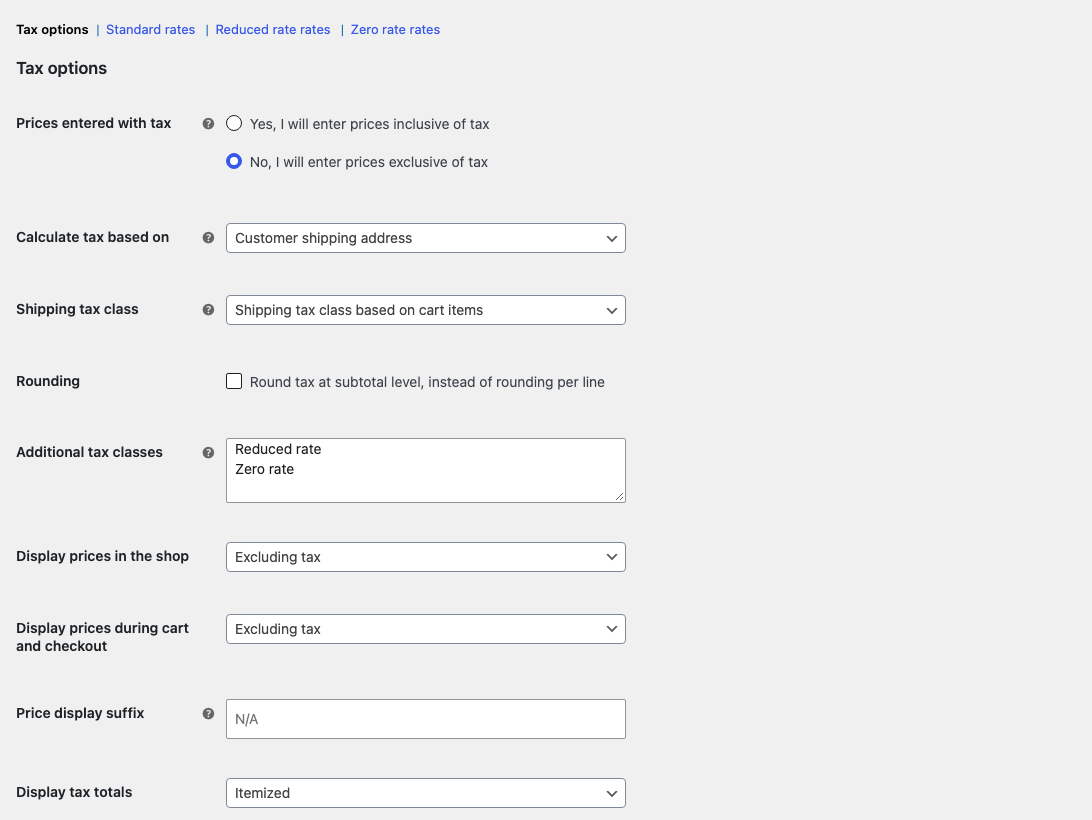 Tax options | Standard rates | Reduced rate rates | Zero rate rates
Tax options
Prices entered with tax ? Yes, I will enter prices inclusive of tax
No, I will enter prices exclusive of tax
Calculate tax based on ? Customer shipping address
Shipping tax class ? Shipping tax class based on cart items
Rounding Round tax at subtotal level, instead of rounding per line
Additional tax classes ? Reduced rate
Zero rate
Display prices in the shop Excluding tax
Display prices during cart Excluding tax
and checkout
Price display suffix ? N/A
Display tax totals Itemized